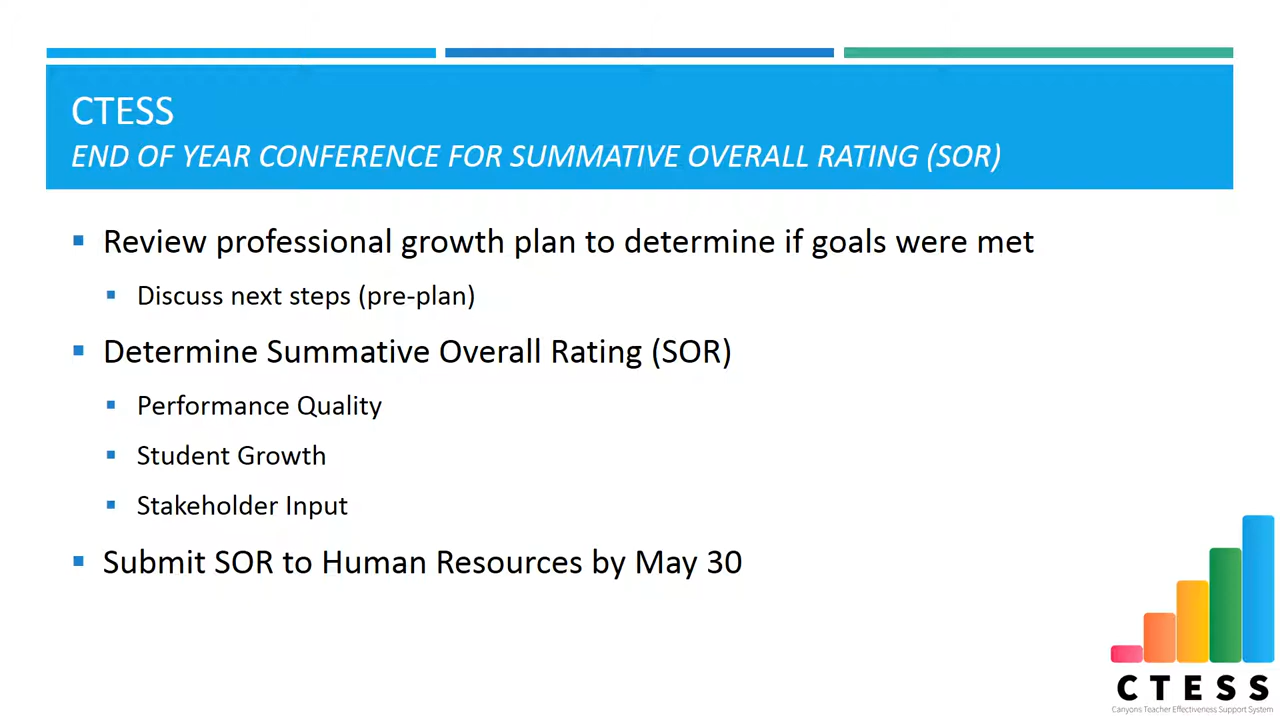 CTESS
END OF YEAR CONFERENCE FOR SUMMATIVE OVERALL RATING (SOR)
Review professional growth plan to determine if goals were met
Discuss next steps (pre-plan)
Determine Summative Overall Rating (SOR)
Performance Quality
Student Growth
Stakeholder Input
Submit SOR to Human Resources by May 30
CTESS
Canyons Teacher Effectiveness Support System